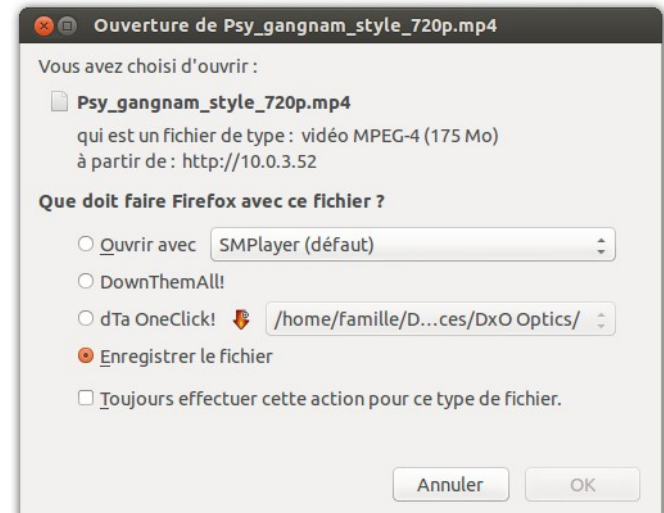 Ouverture de Psy_gangnam_style_720p.mp4
Vous avez choisi d'ouvrir :
Psy_gangnam_style_720p.mp4
qui est un fichier de type : vidéo MPEG-4 (175 Mo)
à partir de : http://10.0.3.52
Que doit faire Firefox avec ce fichier ?
Ouvrir avec SMPlayer (défaut)
DownThemAll!
dTa OneClick! /home/famille/D…ces/DxO Optics/
Enregistrer le fichier
Toujours effectuer cette action pour ce type de fichier.
Annuler OK